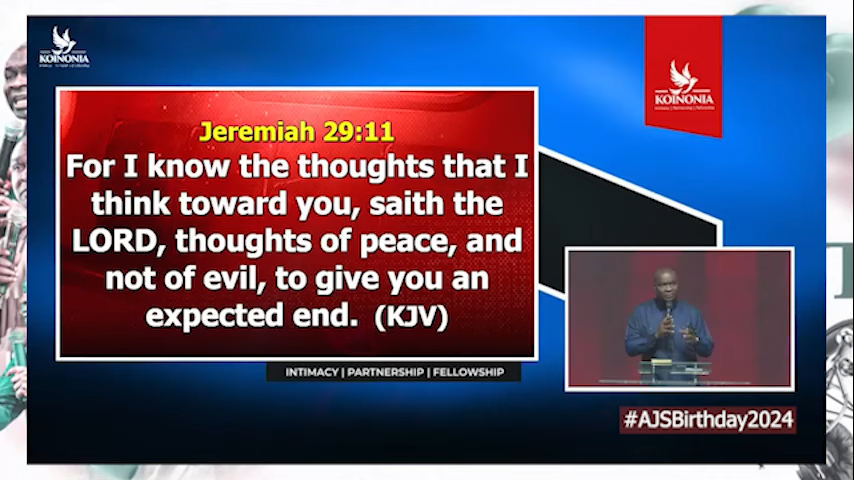 KOINONIA
KOINONIA
Jeremiah 29:11
For I know the thoughts that I
think toward you, saith the
LORD, thoughts of peace, and
not of evil, to give you an
expected end. (KJV)
INTIMACY | PARTNERSHIP | FELLOWSHIP
#AJSBirthday2024